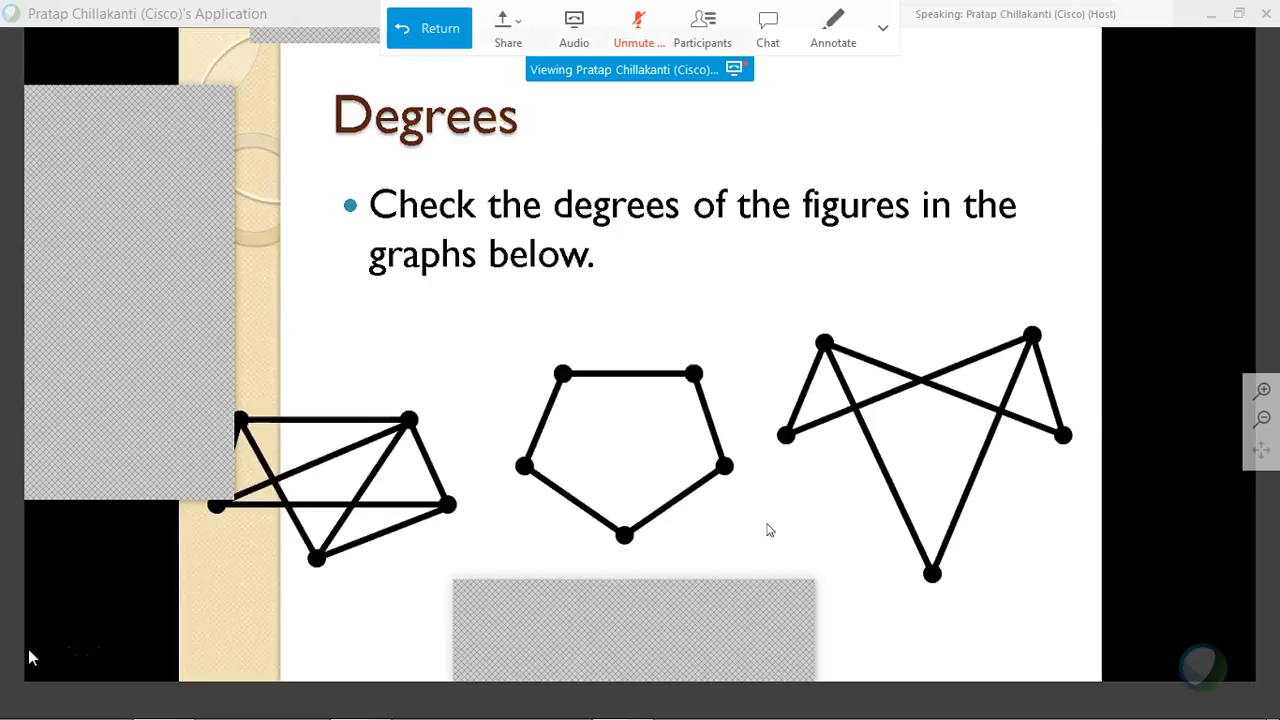 Pratap Chillakanti (Cisco)'s Application
Speaking: Pratap Chillakanti (Cisco) (Host)
Return
Share
Audio
Unmute ...
Participants
Chat
Annotate
Viewing Pratap Chillakanti (Cisco)...
Degrees
Check the degrees of the figures in the
graphs below.